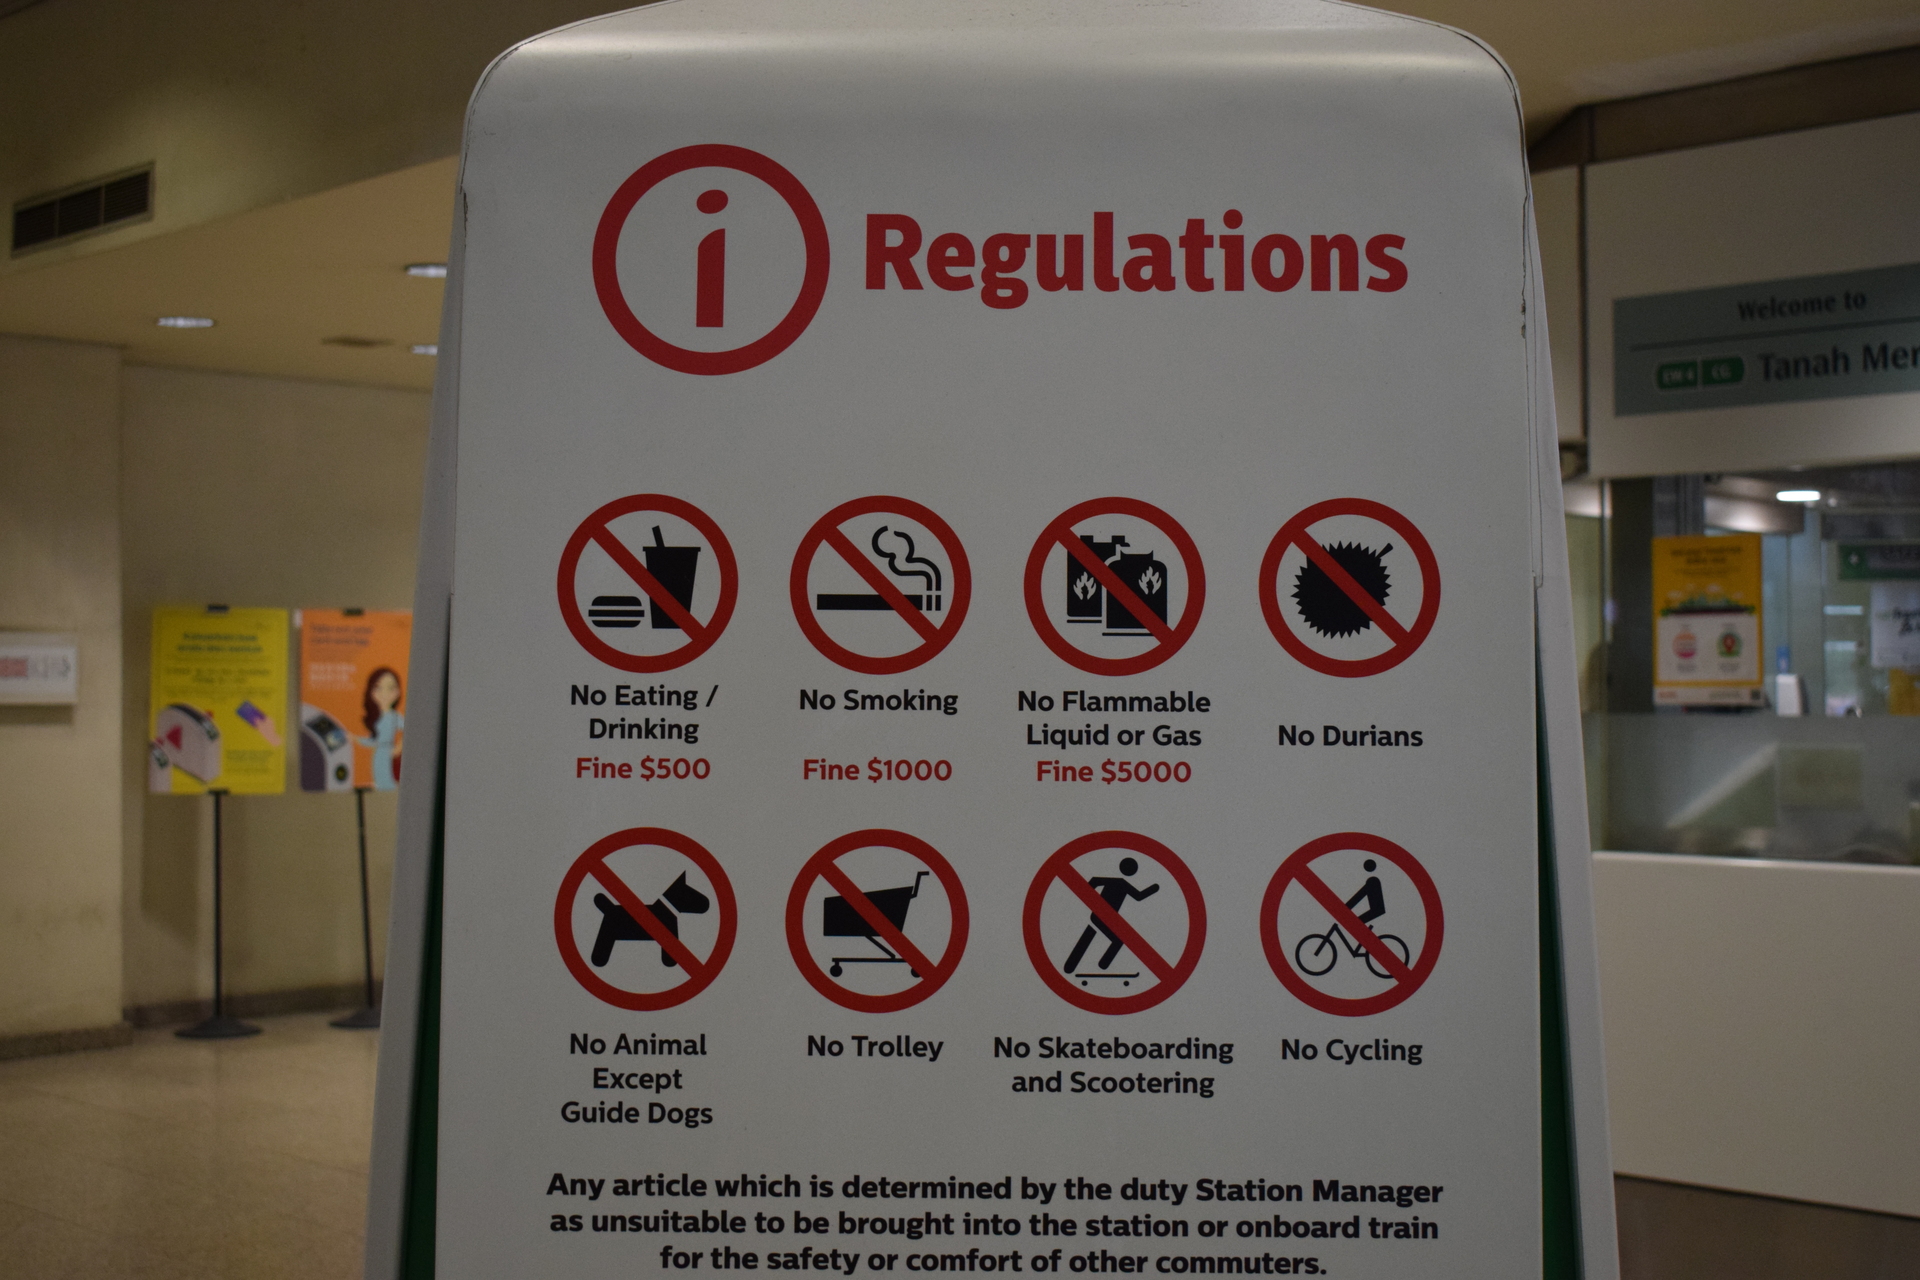 i Regulations
No Eating /
Drinking
Fine $500
No Smoking
Fine $1000
No Flammable
Liquid or Gas
Fine $5000
No Durians
No Animal
Except
Guide Dogs
No Trolley
No Skateboarding
and Scootering
No Cycling
Any article which is determined by the duty Station Manager
as unsuitable to be brought into the station or onboard train
for the safety or comfort of other commuters.
Welcome to
EW4 CG Tanah Mer